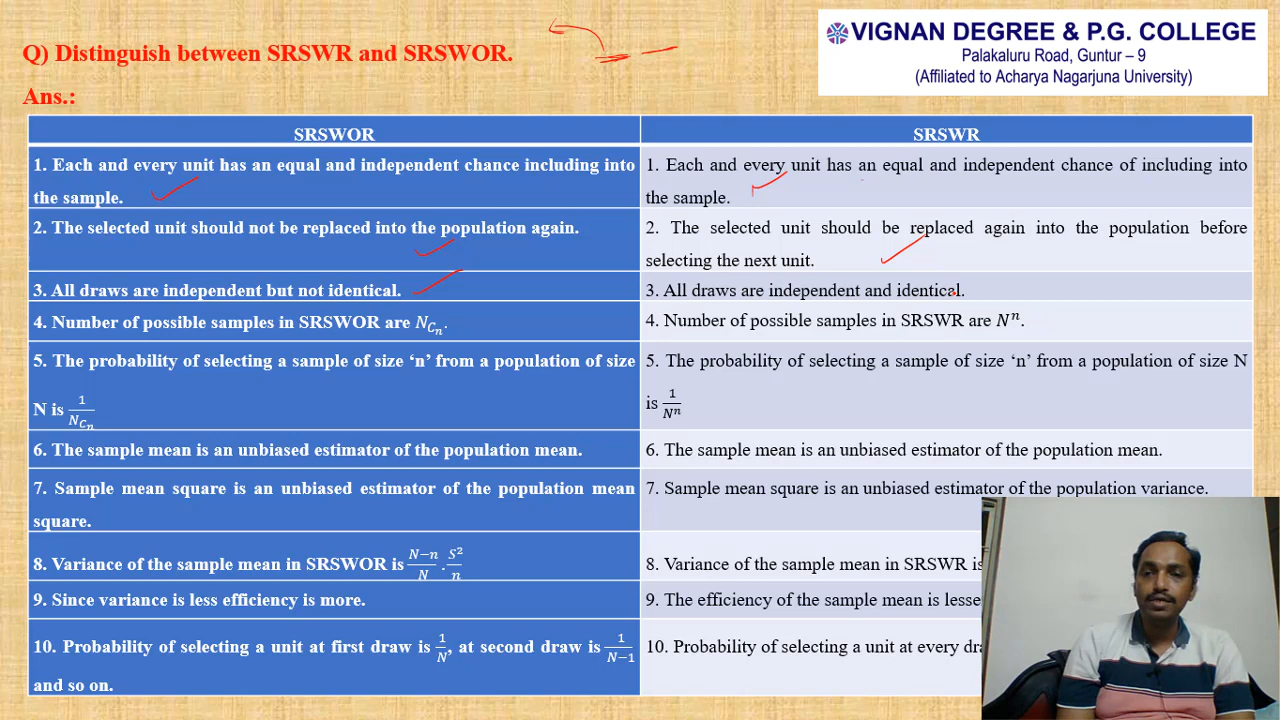 Q) Distinguish between SRSWR and SRSWOR.
VIGNAN DEGREE & P.G. COLLEGE
Palakaluru Road, Guntur – 9
(Affiliated to Acharya Nagarjuna University)
Ans.:
SRSWOR
1. Each and every unit has an equal and independent chance including into
the sample.
2. The selected unit should not be replaced into the population again.
3. All draws are independent but not identical.
4. Number of possible samples in SRSWOR are N_{C_n}.
5. The probability of selecting a sample of size ‘n’ from a population of size
N is \frac{1}{N_{C_n}}
6. The sample mean is an unbiased estimator of the population mean.
7. Sample mean square is an unbiased estimator of the population mean
square.
8. Variance of the sample mean in SRSWOR is \frac{N-n}{N} . \frac{S^2}{n}
9. Since variance is less efficiency is more.
10. Probability of selecting a unit at first draw is \frac{1}{N}, at second draw is \frac{1}{N-1}
and so on.
SRSWR
1. Each and every unit has an equal and independent chance of including into
the sample.
2. The selected unit should be replaced again into the population before
selecting the next unit.
3. All draws are independent and identical.
4. Number of possible samples in SRSWR are N^n.
5. The probability of selecting a sample of size ‘n’ from a population of size N
is \frac{1}{N^n}
6. The sample mean is an unbiased estimator of the population mean.
7. Sample mean square is an unbiased estimator of the population variance.
8. Variance of the sample mean in SRSWR is
9. The efficiency of the sample mean is
10. Probability of selecting a unit at every